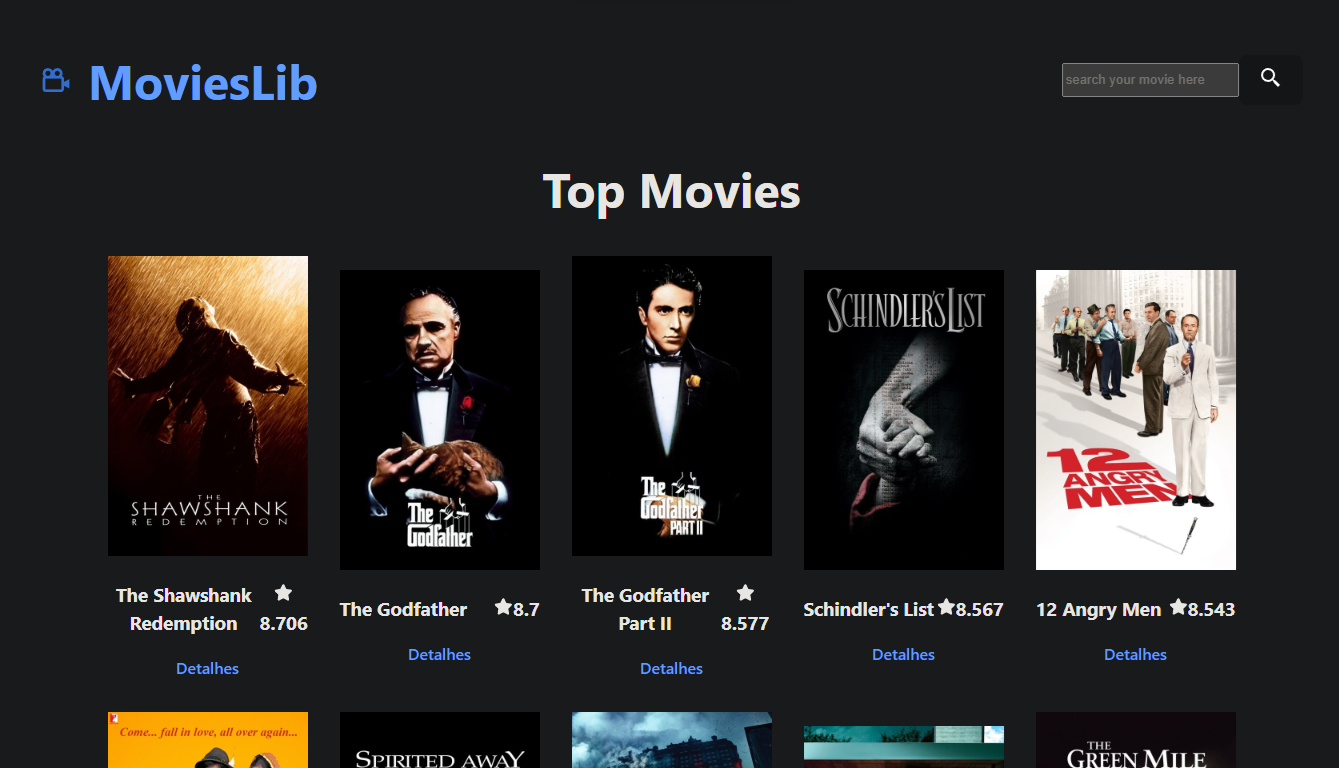 MoviesLib
search your movie here
Top Movies
THE
SHAWSHANK
REDEMPTION
The
Godfather
The
Godfather
PART II
SCHINDLER'S LIST
12
ANGRY
MEN
The Shawshank
Redemption
8.706
The Godfather
8.7
The Godfather
Part II
8.577
Schindler's List
8.567
12 Angry Men
8.543
Detalhes
Detalhes
Detalhes
Detalhes
Detalhes
Come... fall in love, all over again...
SPIRITED AWAY
THE
GREEN MILE